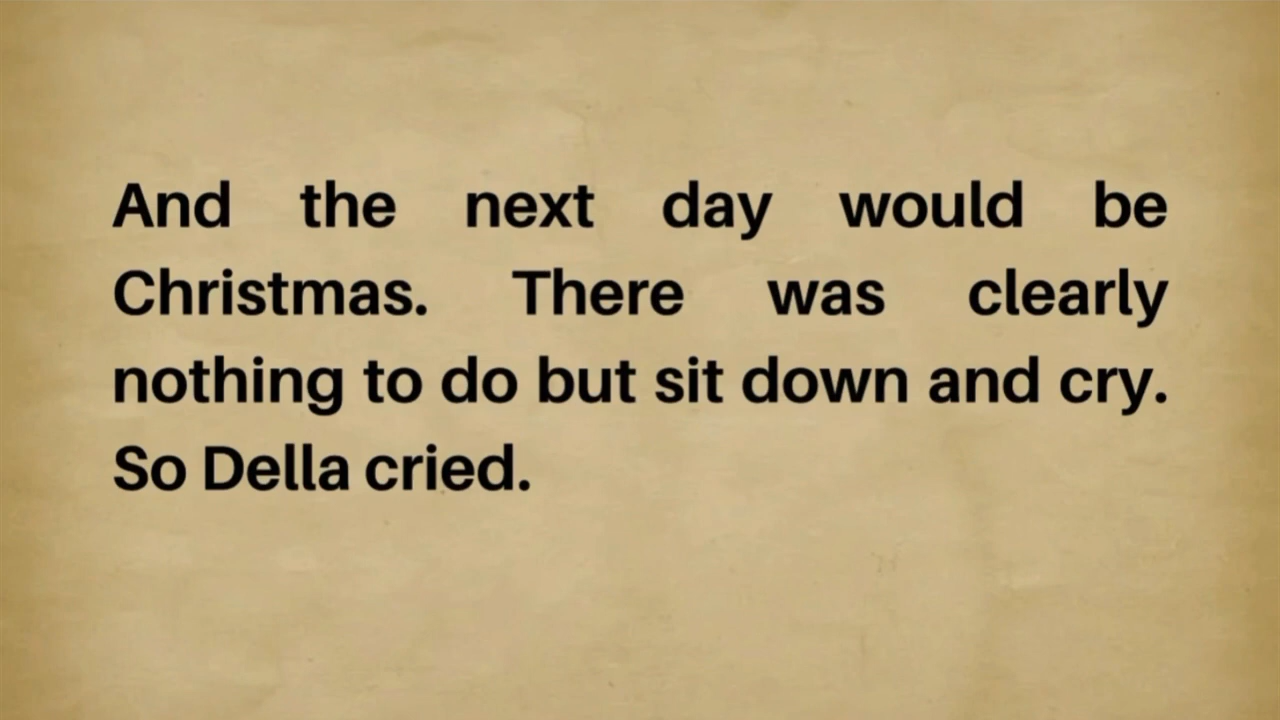 And the next day would be
Christmas. There was clearly
nothing to do but sit down and cry.
So Della cried.